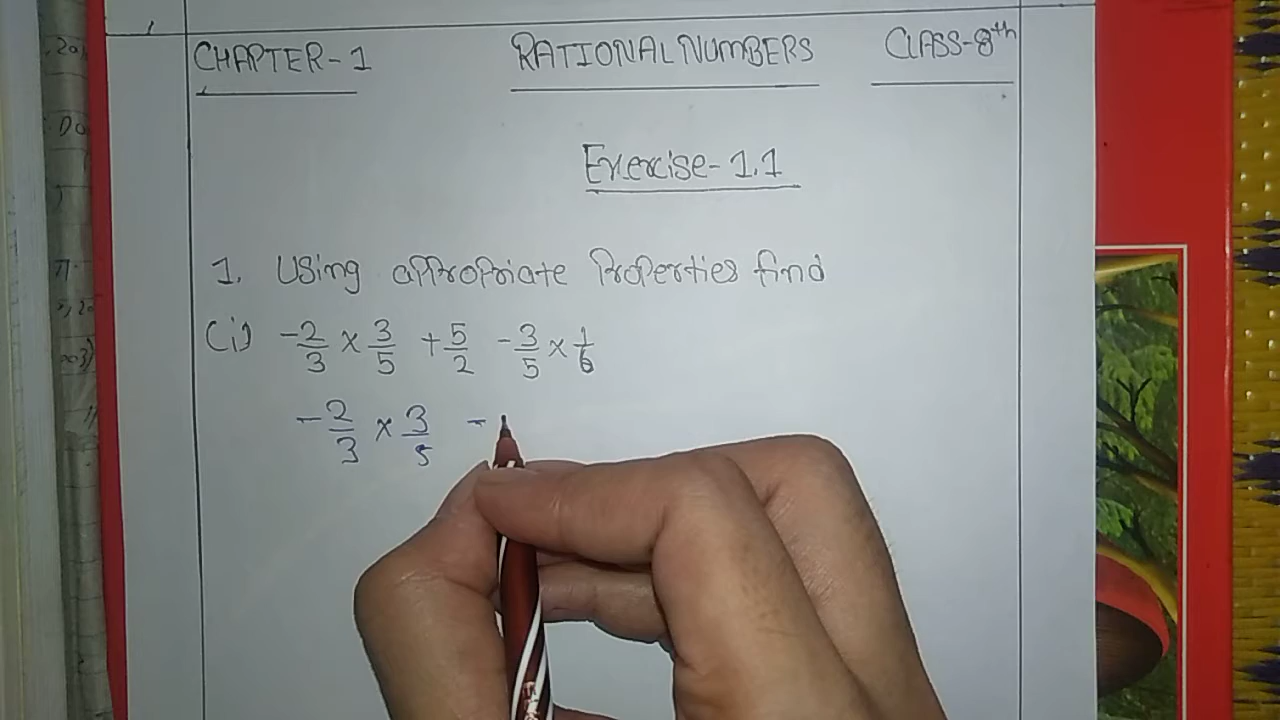 CHAPTER-1 RATIONAL NUMBERS CLASS-8th
Exercise-1.1
1. Using appropriate Properties find
(i) -2/3 × 3/5 + 5/2 - 3/5 × 1/6
-2/3 × 3/5 -